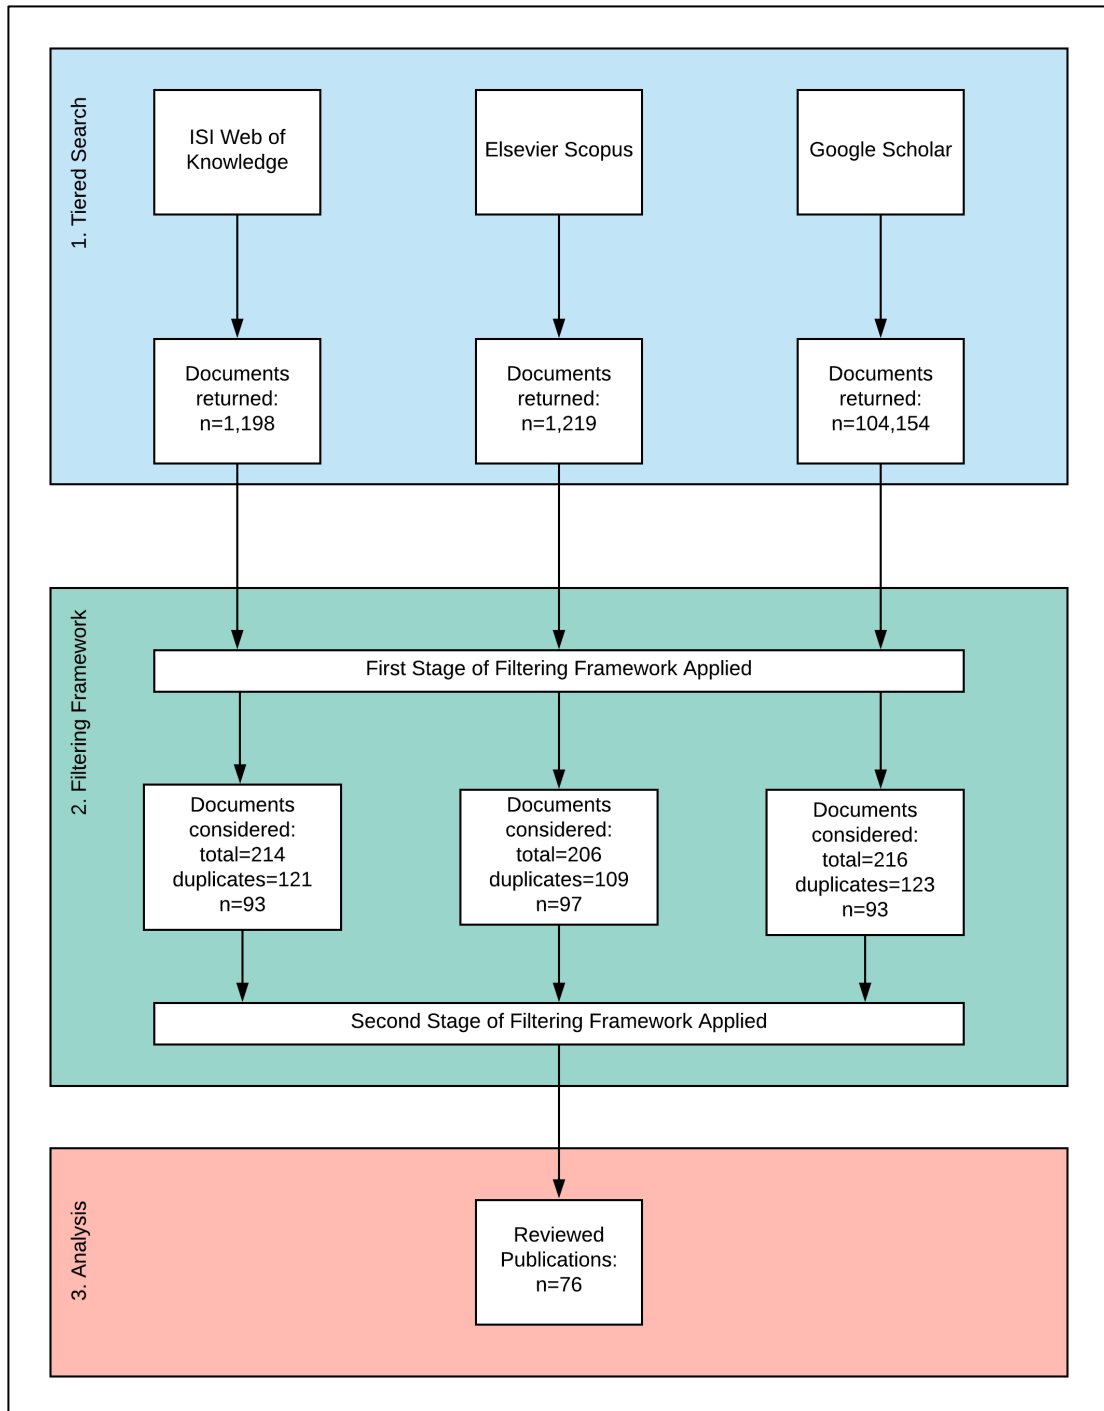 1. Tiered Search
ISI Web of
Knowledge
Elsevier Scopus
Google Scholar
Documents
returned:
n=1,198
Documents
returned:
n=1,219
Documents
returned:
n=104,154
2. Filtering Framework
First Stage of Filtering Framework Applied
Documents
considered:
total=214
duplicates=121
n=93
Documents
considered:
total=206
duplicates=109
n=97
Documents
considered:
total=216
duplicates=123
n=93
Second Stage of Filtering Framework Applied
3. Analysis
Reviewed
Publications:
n=76